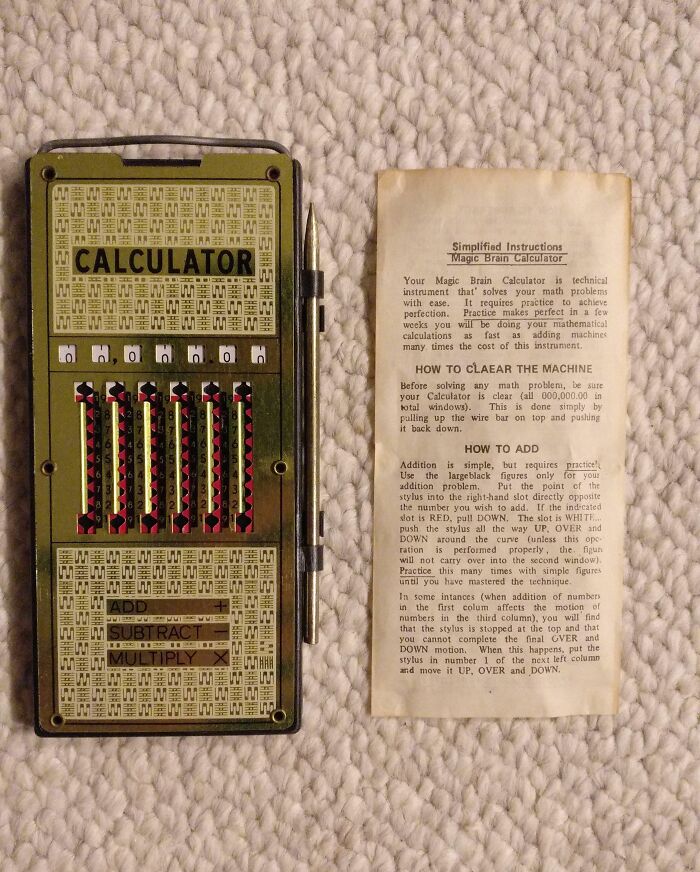 CALCULATOR
0 0,0 0 0.0 0
ADD +
SUBTRACT −
MULTIPLY X
Simplified Instructions
Magic Brain Calculator
Your Magic Brain Calculator is technical
instrument that solves your math problems
with ease. It requires practice to achieve
perfection. Practice makes perfect in a few
weeks you will be doing your mathematical
calculations as fast as adding machines
many times the cost of this instrument.
HOW TO CLAEAR THE MACHINE
Before solving any math problem, be sure
your Calculator is clear (all 000,000.00 in
total windows). This is done simply by
pulling up the wire bar on top and pushing
it back down.
HOW TO ADD
Addition is simple, but requires practice!
Use the largeblack figures only for your
addition problem. Put the point of the
stylus into the right-hand slot directly opposite
the number you wish to add. If the indicated
slot is RED, pull DOWN. The slot is WHITE...
push the stylus all the way UP, OVER and
DOWN around the curve (unless this ope-
ration is performed properly, the figure
will not carry over into the second window).
Practice this many times with simple figures
until you have mastered the technique.
In some intances (when addition of numbers
in the first colum affects the motion of
numbers in the third column), you will find
that the stylus is stopped at the top and that
you cannot complete the final OVER and
DOWN motion. When this happens, put the
stylus in number 1 of the next left column
and move it UP, OVER and DOWN.